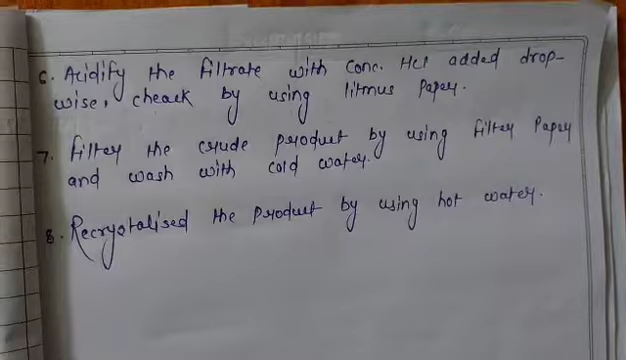 6. Acidify the filtrate with conc. HCl added drop-
wise, cheack by using litmus paper.
7. Filter the crude product by using filter paper
and wash with cold water.
8. Recrystalised the product by using hot water.